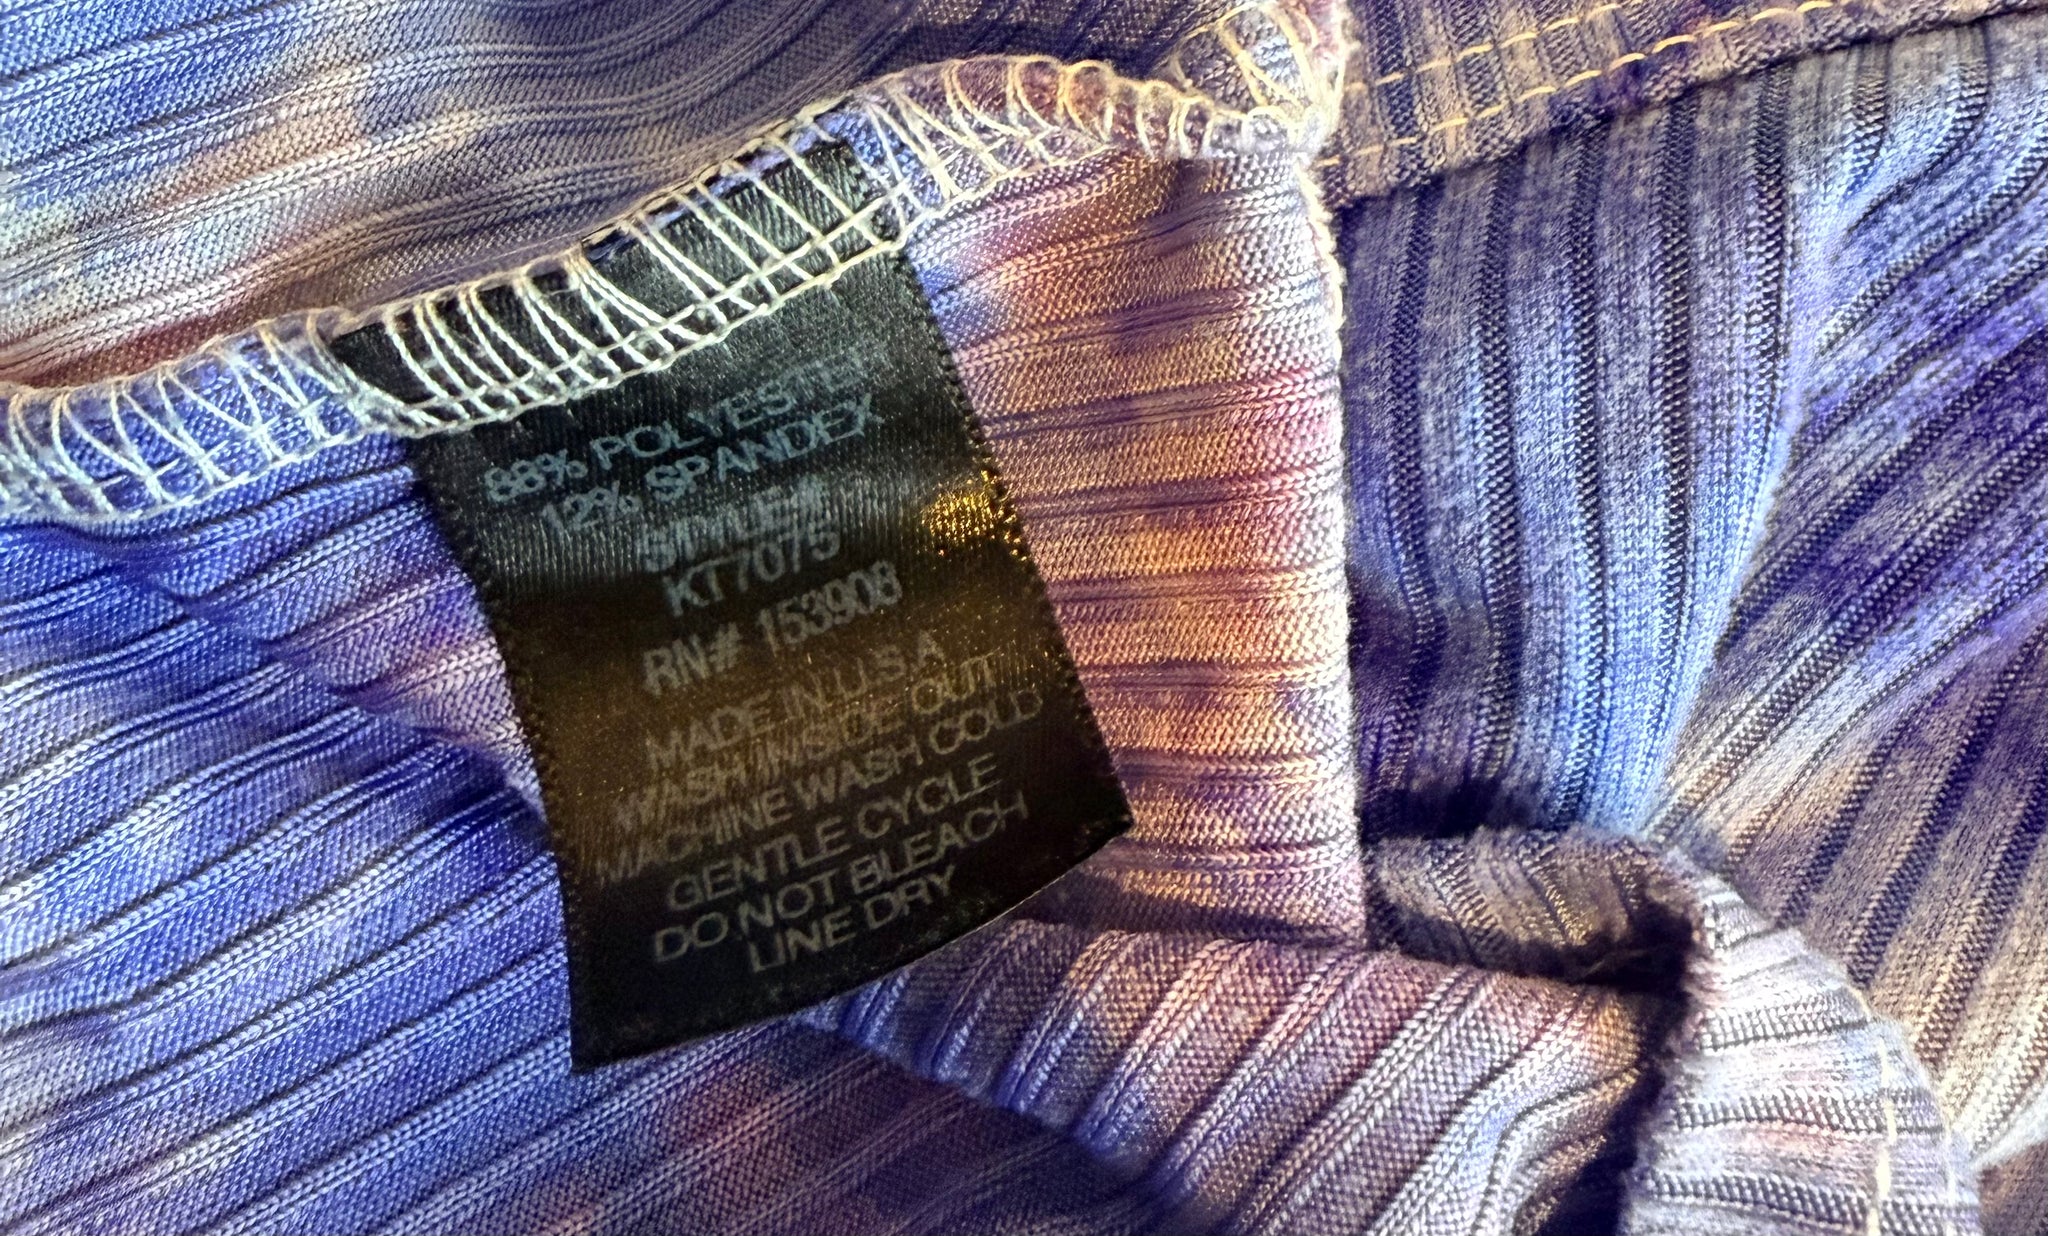 88% POLYESTER
12% SPANDEX
STYLE#
KT7075
RN# 153908
MADE IN U.S.A
WASH INSIDE OUT
MACHINE WASH COLD
GENTLE CYCLE
DO NOT BLEACH
LINE DRY